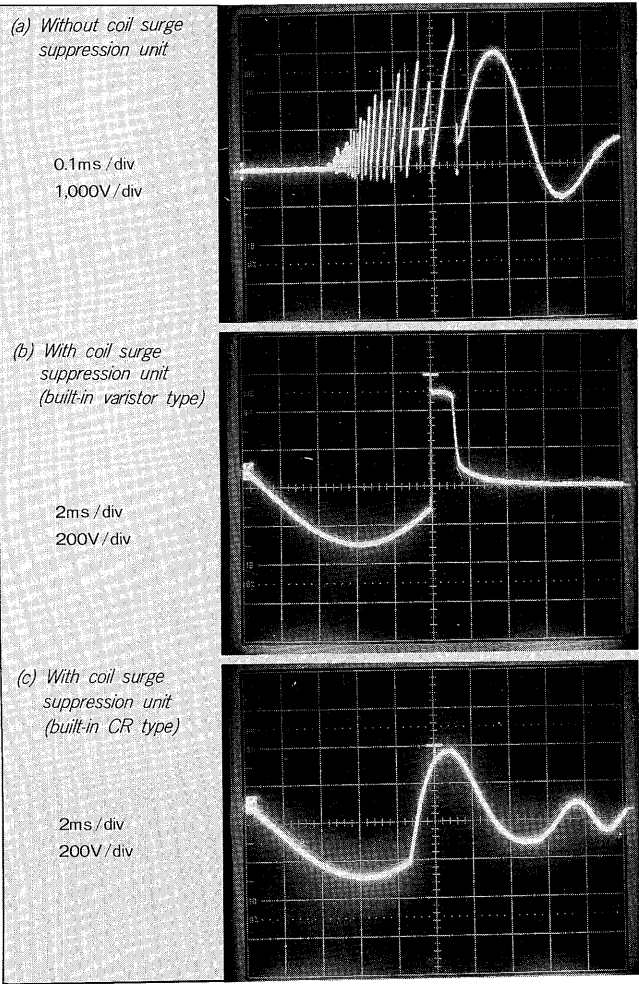 (a) Without coil surge
suppression unit
0.1ms/div
1,000V/div
(b) With coil surge
suppression unit
(built-in varistor type)
2ms/div
200V/div
(c) With coil surge
suppression unit
(built-in CR type)
2ms/div
200V/div